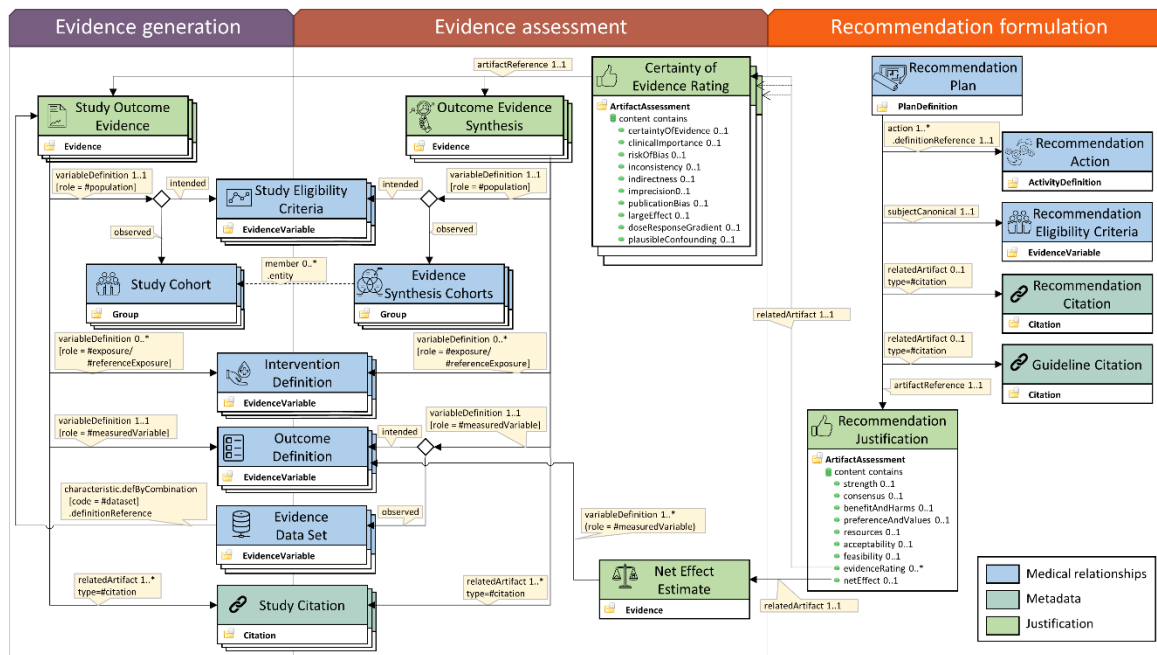 Evidence generation
Evidence assessment
Recommendation formulation
artifactReference 1..1
Study Outcome
Evidence
Evidence
Outcome Evidence
Synthesis
Evidence
Certainty of
Evidence Rating
ArtifactAssessment
content contains
certaintyOfEvidence 0..1
clinicalImportance 0..1
riskOfBias 0..1
inconsistency 0..1
indirectness 0..1
imprecision0..1
publicationBias 0..1
largeEffect 0..1
doseResponseGradient 0..1
plausibleConfounding 0..1
Recommendation
Plan
PlanDefinition
action 1..*
.definitionReference 1..1
Recommendation
Action
ActivityDefinition
variableDefinition 1..1
[role = #population]
intended
Study Eligibility
Criteria
EvidenceVariable
intended
variableDefinition 1..1
[role = #population]
observed
observed
subjectCanonical 1..1
Recommendation
Eligibility Criteria
EvidenceVariable
Study Cohort
Group
member 0..*
.entity
Evidence
Synthesis Cohorts
Group
relatedArtifact 0..1
type=#citation
Recommendation
Citation
Citation
relatedArtifact 1..1
variableDefinition 0..*
[role = #exposure/
#referenceExposure]
Intervention
Definition
EvidenceVariable
variableDefinition 0..*
[role = #exposure/
#referenceExposure]
relatedArtifact 0..1
type=#citation
Guideline Citation
Citation
artifactReference 1..1
variableDefinition 1..1
[role = #measuredVariable]
Outcome
Definition
EvidenceVariable
intended
variableDefinition 1..1
[role = #measuredVariable]
Recommendation
Justification
ArtifactAssessment
content contains
strength 0..1
consensus 0..1
benefitAndHarms 0..1
preferenceAndValues 0..1
resources 0..1
acceptability 0..1
feasibility 0..1
evidenceRating 0..*
netEffect 0..1
characteristic.defByCombination
[code = #dataset]
.definitionReference
Evidence
Data Set
EvidenceVariable
observed
variableDefinition 1..*
(role = #measuredVariable)
relatedArtifact 1..*
type=#citation
Study Citation
Citation
relatedArtifact 1..*
type=#citation
Net Effect
Estimate
Evidence
relatedArtifact 1..1
Medical relationships
Metadata
Justification